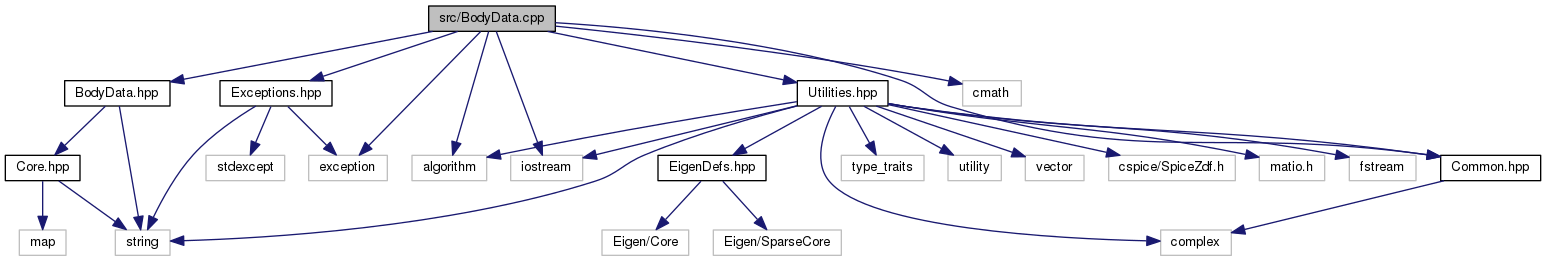 src/BodyData.cpp
BodyData.hpp
Exceptions.hpp
Utilities.hpp
cmath
Core.hpp
stdexcept
exception
algorithm
iostream
EigenDefs.hpp
type_traits
utility
vector
cspice/SpiceZdf.h
matio.h
fstream
Common.hpp
map
string
Eigen/Core
Eigen/SparseCore
complex